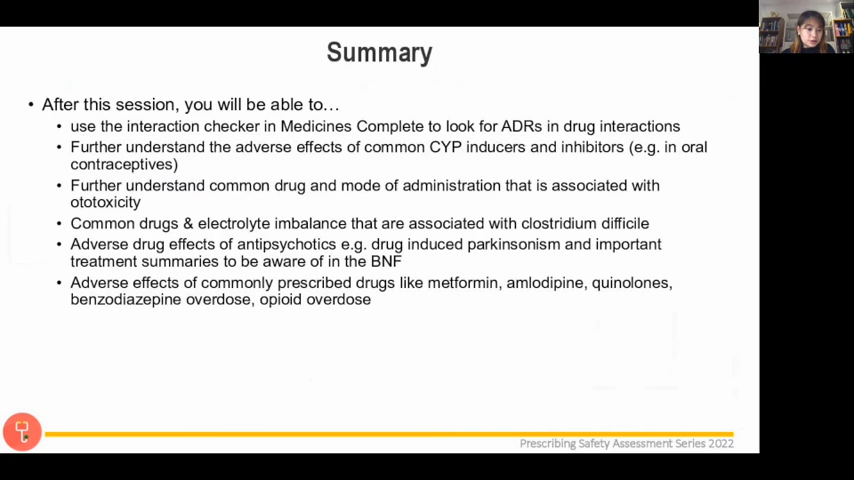 Summary
• After this session, you will be able to…
• use the interaction checker in Medicines Complete to look for ADRs in drug interactions
• Further understand the adverse effects of common CYP inducers and inhibitors (e.g. in oral
contraceptives)
• Further understand common drug and mode of administration that is associated with
ototoxicity
• Common drugs & electrolyte imbalance that are associated with clostridium difficile
• Adverse drug effects of antipsychotics e.g. drug induced parkinsonism and important
treatment summaries to be aware of in the BNF
• Adverse effects of commonly prescribed drugs like metformin, amlodipine, quinolones,
benzodiazepine overdose, opioid overdose
Prescribing Safety Assessment Series 2022